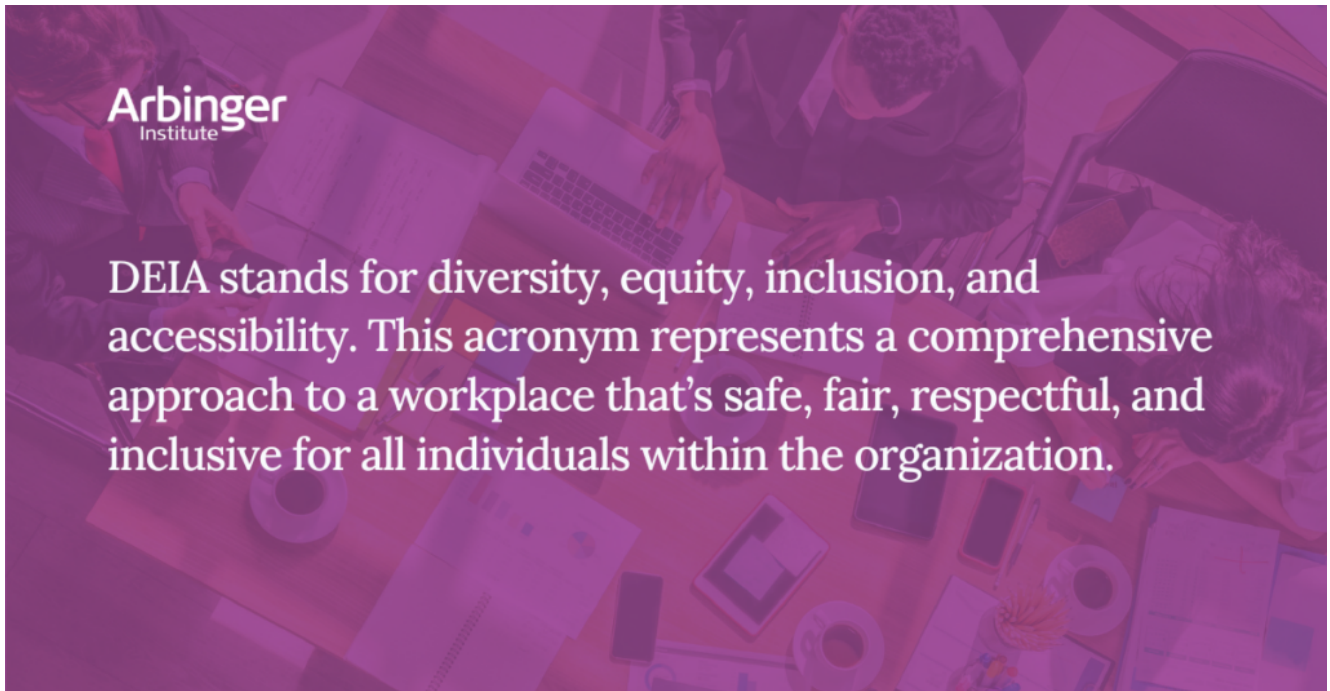 Arbinger
Institute
DEIA stands for diversity, equity, inclusion, and
accessibility. This acronym represents a comprehensive
approach to a workplace that’s safe, fair, respectful, and
inclusive for all individuals within the organization.